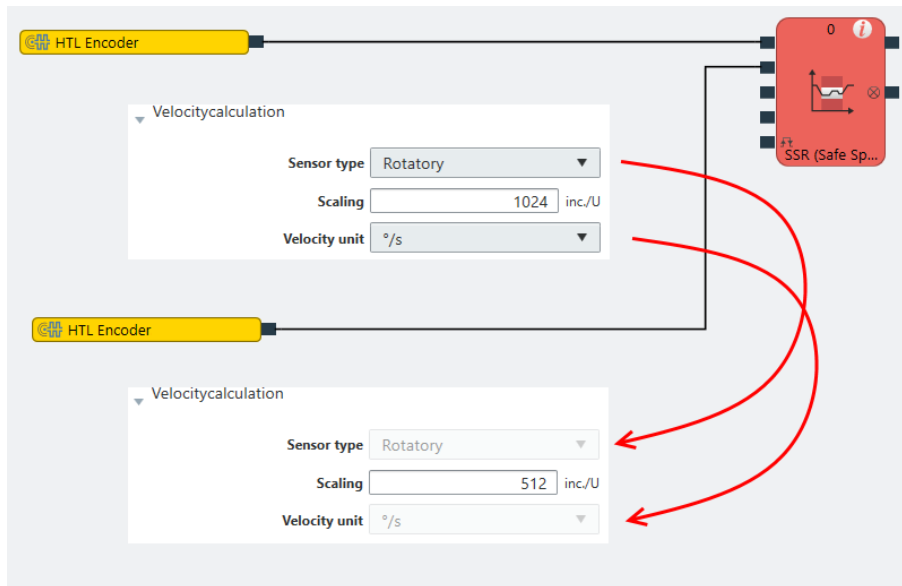 HTL Encoder
0
i
SSR (Safe Sp...
Velocitycalculation
Sensor type Rotatory
Scaling 1024 inc./U
Velocity unit °/s
HTL Encoder
Velocitycalculation
Sensor type Rotatory
Scaling 512 inc./U
Velocity unit °/s